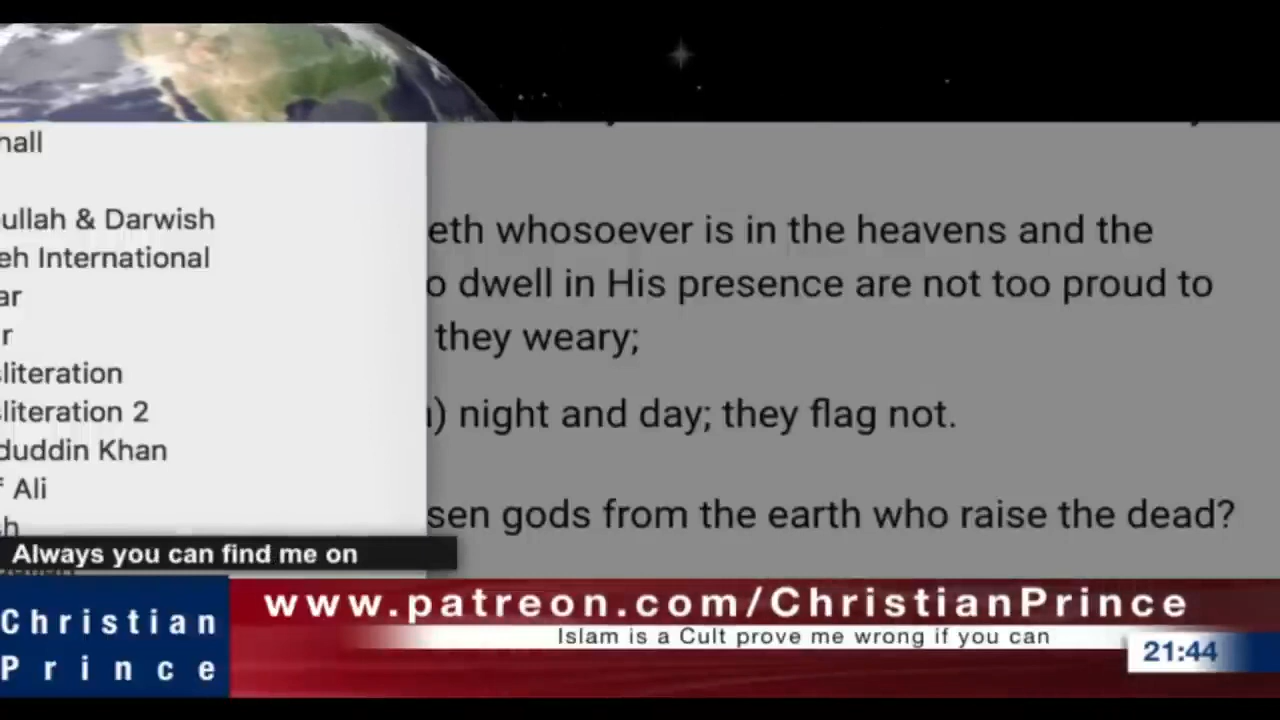 hall
ullah & Darwish
eh International
ar
r
literation
literation 2
duddin Khan
Ali
sh
eth whosoever is in the heavens and the
o dwell in His presence are not too proud to
they weary;
) night and day; they flag not.
sen gods from the earth who raise the dead?
Always you can find me on
Christian
Prince
www.patreon.com/ChristianPrince
Islam is a Cult prove me wrong if you can
21:44